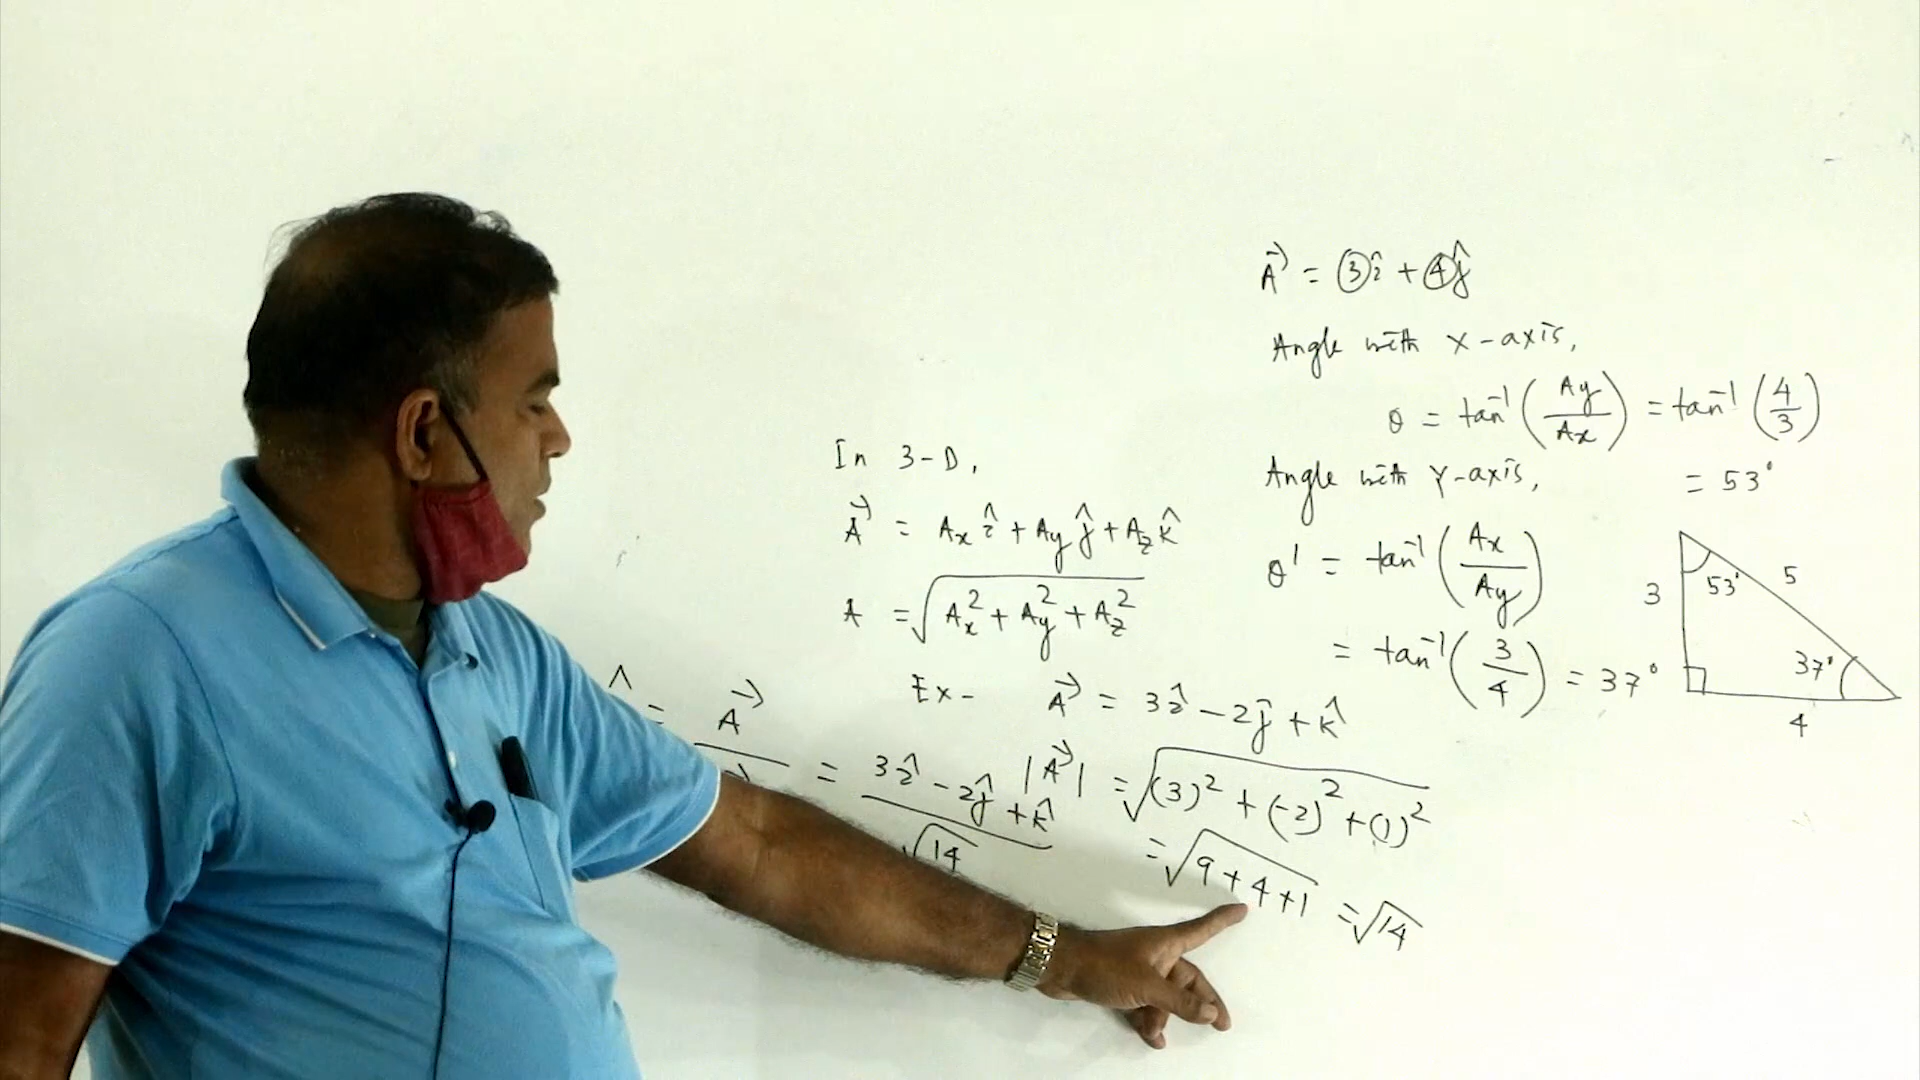 A⃗ = 3î + 4ĵ
Angle with X-axis,
θ = tan⁻¹(Ay/Ax) = tan⁻¹(4/3)
= 53°
Angle with Y-axis,
θ' = tan⁻¹(Ax/Ay)
= tan⁻¹(3/4) = 37°
3
53°
5
37°
4
In 3-D,
A⃗ = Axî + Ayĵ + Azk̂
A = √(Ax² + Ay² + Az²)
Ex- A⃗ = 3î - 2ĵ + k̂
|A⃗| = √((3)² + (-2)² + (1)²)
= √(9+4+1) = √14
= A⃗ = (3î - 2ĵ + k̂)/√14